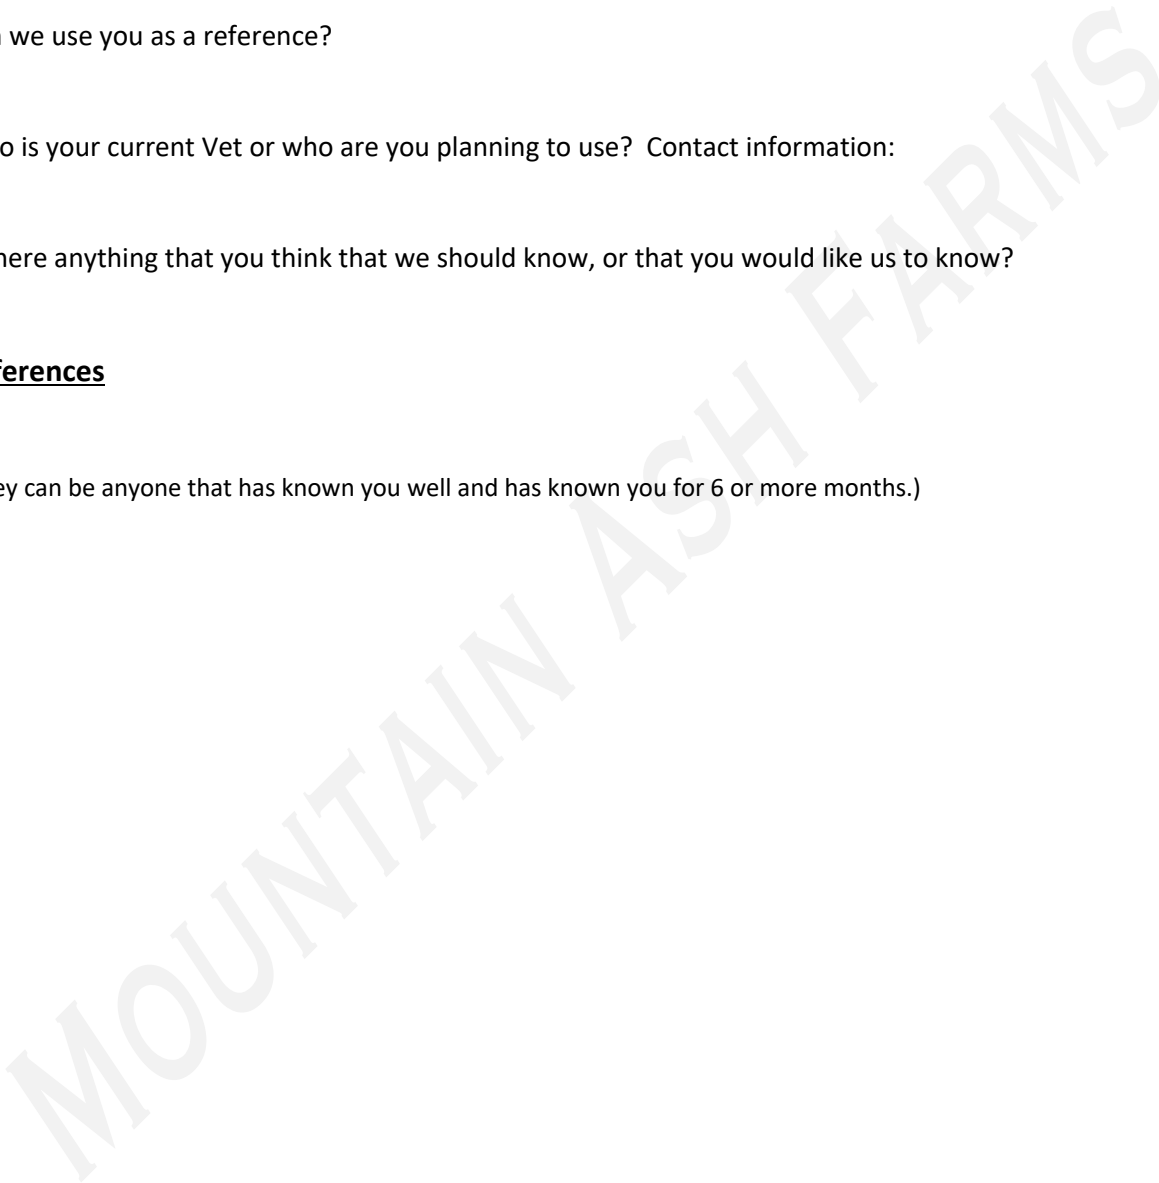 we use you as a reference?
o is your current Vet or who are you planning to use?  Contact information:
here anything that you think that we should know, or that you would like us to know?
ferences
ey can be anyone that has known you well and has known you for 6 or more months.)
MOUNTAIN ASH FARMS